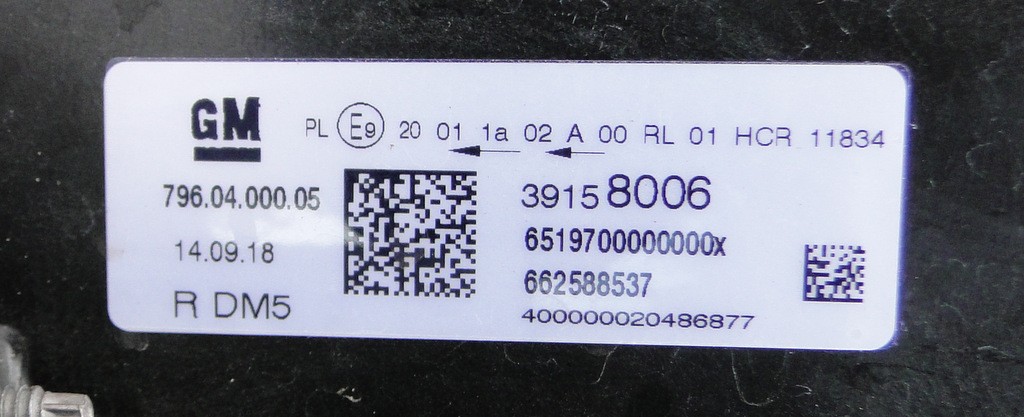 GM
PL E9 20 01 1a 02 A 00 RL 01 HCR 11834
796.04.000.05
39158006
6519700000000x
14.09.18
662588537
R DM5
400000020486877